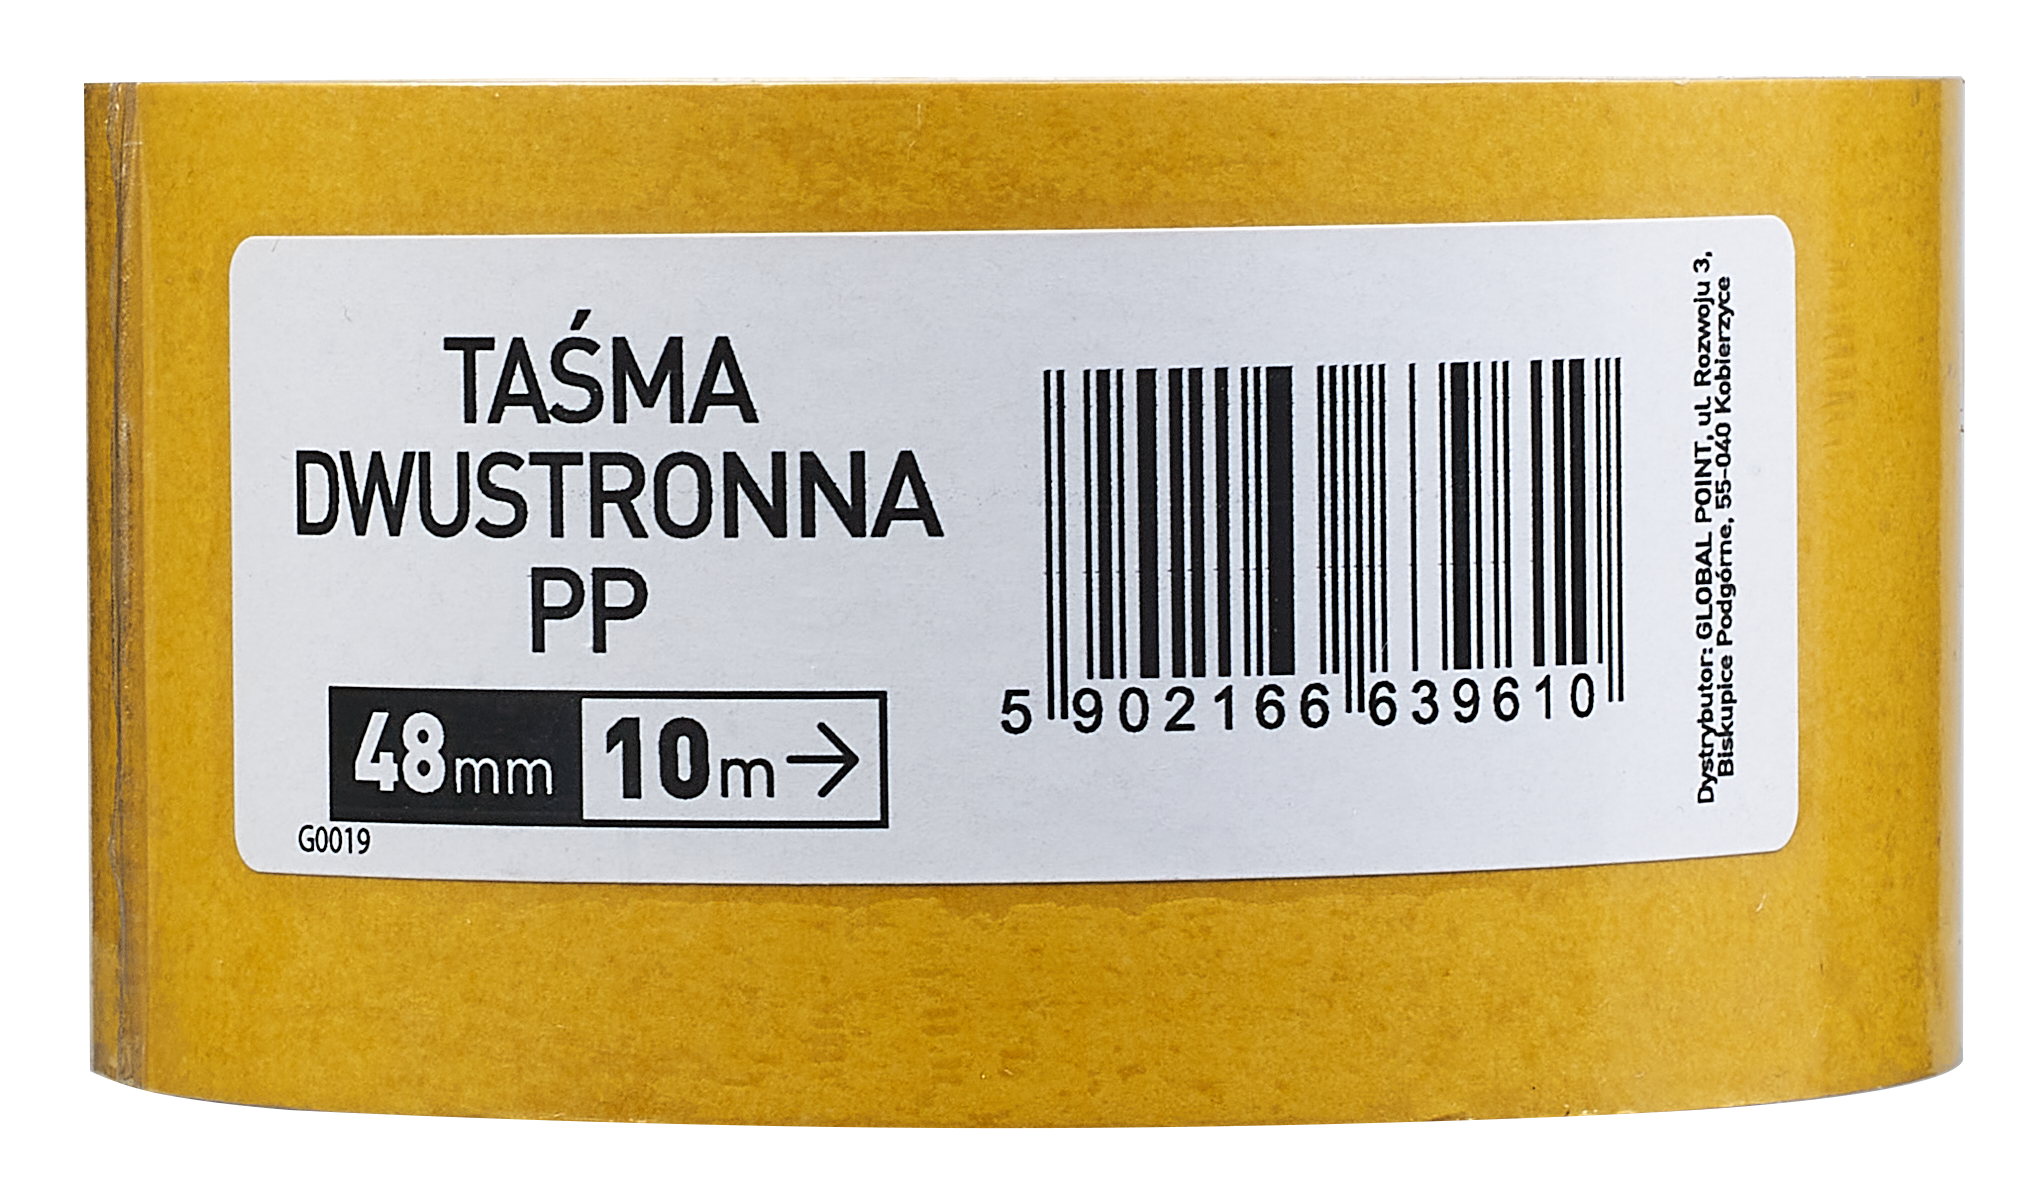 TAŚMA
DWUSTRONNA
PP
48mm 10m →
G0019
5 902166 639610
Dystrybutor: GLOBAL POINT, ul. Rozwoju 3,
Biskupice Podgórne, 55-040 Kobierzyce